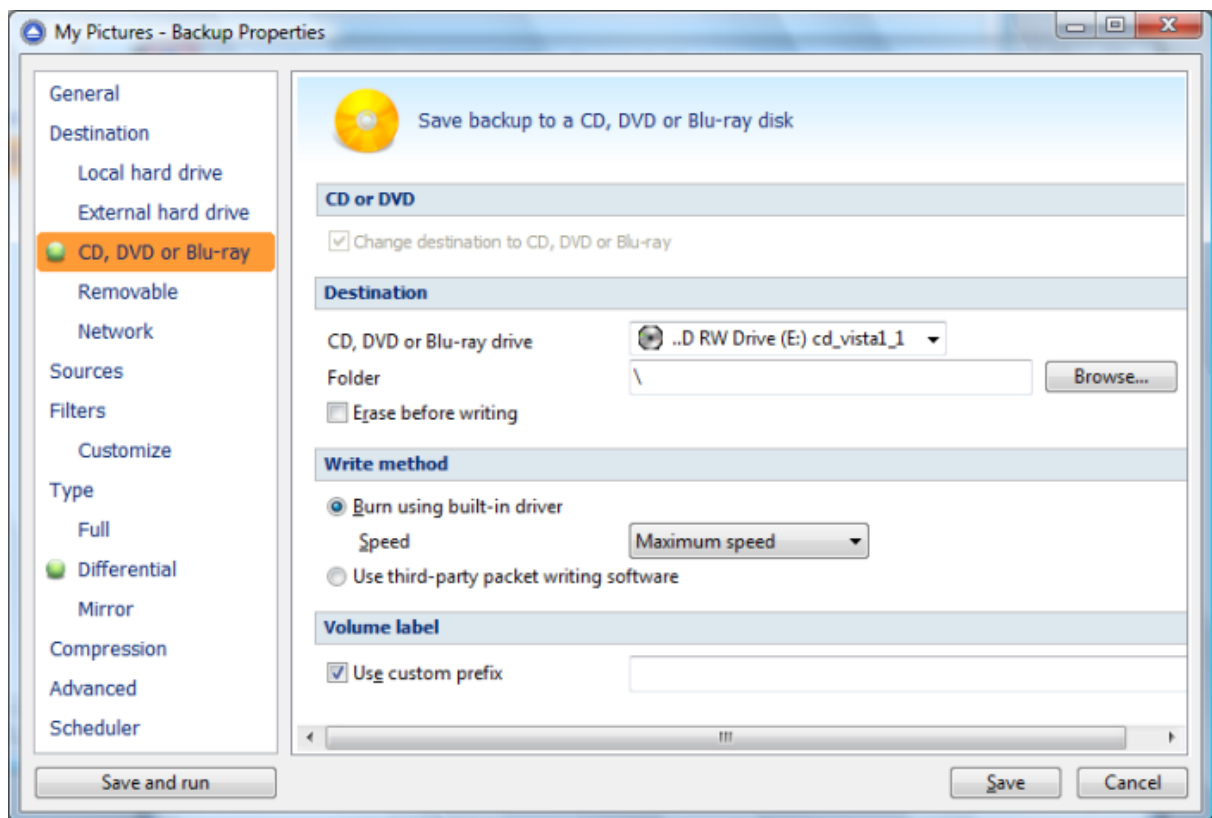 My Pictures - Backup Properties
General
Destination
Local hard drive
External hard drive
CD, DVD or Blu-ray
Removable
Network
Sources
Filters
Customize
Type
Full
Differential
Mirror
Compression
Advanced
Scheduler
Save backup to a CD, DVD or Blu-ray disk
CD or DVD
Change destination to CD, DVD or Blu-ray
Destination
CD, DVD or Blu-ray drive ..D RW Drive (E:) cd_vista1_1
Folder \ Browse...
Erase before writing
Write method
Burn using built-in driver
Speed Maximum speed
Use third-party packet writing software
Volume label
Use custom prefix
Save and run Save Cancel